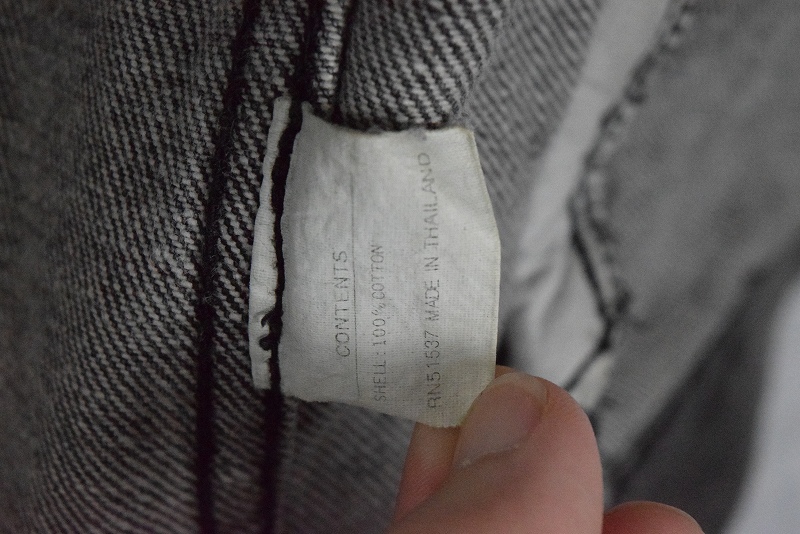 CONTENTS
SHELL:100%COTTON
RN51537 MADE IN THAILAND